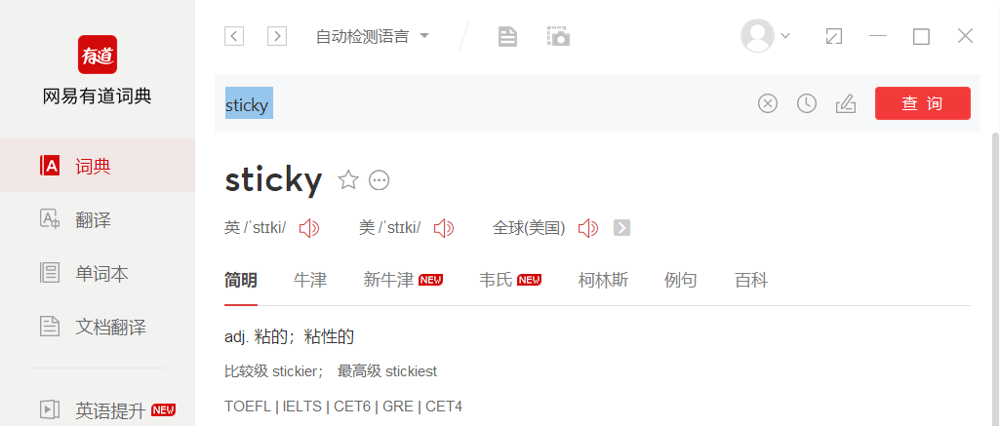 有道
网易有道词典
词典
翻译
单词本
文档翻译
英语提升 NEW
自动检测语言
sticky
查 询
sticky
英 /ˈstɪki/ 美 /ˈstɪki/ 全球(美国)
简明 牛津 新牛津 NEW 韦氏 NEW 柯林斯 例句 百科
adj. 粘的；粘性的
比较级 stickier； 最高级 stickiest
TOEFL | IELTS | CET6 | GRE | CET4